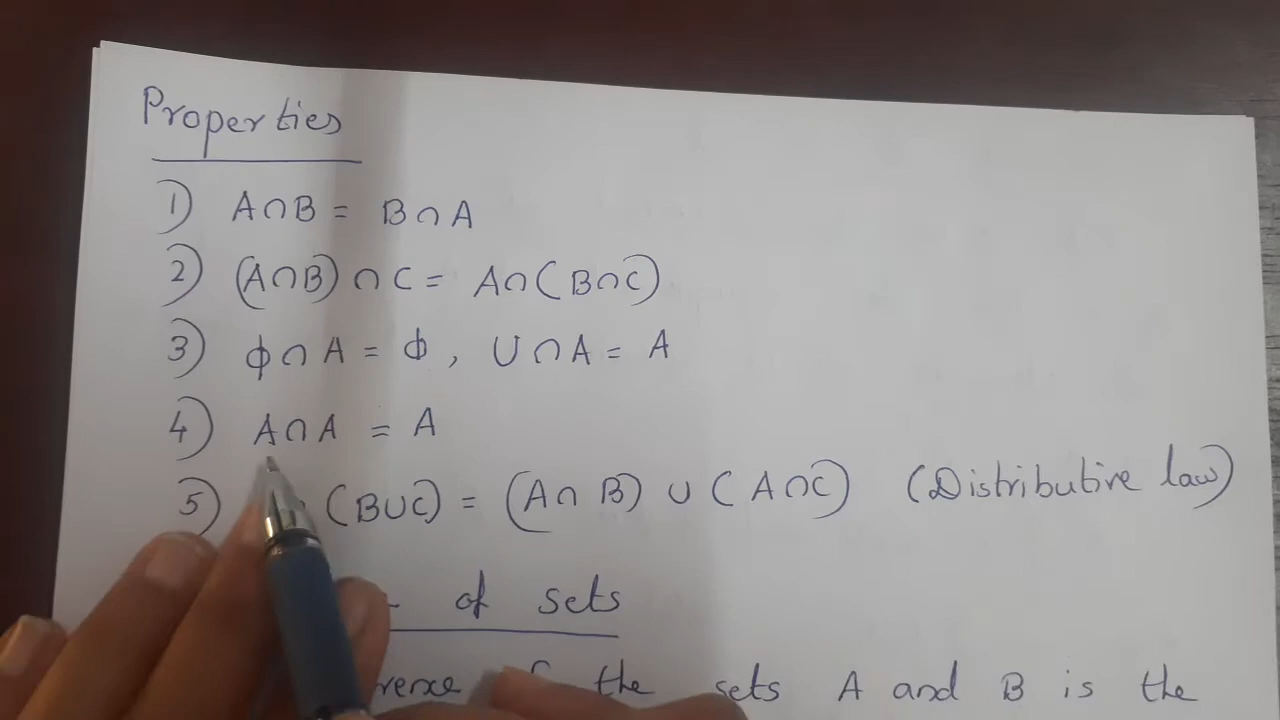 Properties
1) A∩B = B∩A
2) (A∩B)∩C = A∩(B∩C)
3) ϕ∩A = ϕ, U∩A = A
4) A∩A = A
5) (B∪C) = (A∩B) ∪ (A∩C) (Distributive law)
of sets
the sets A and B is the